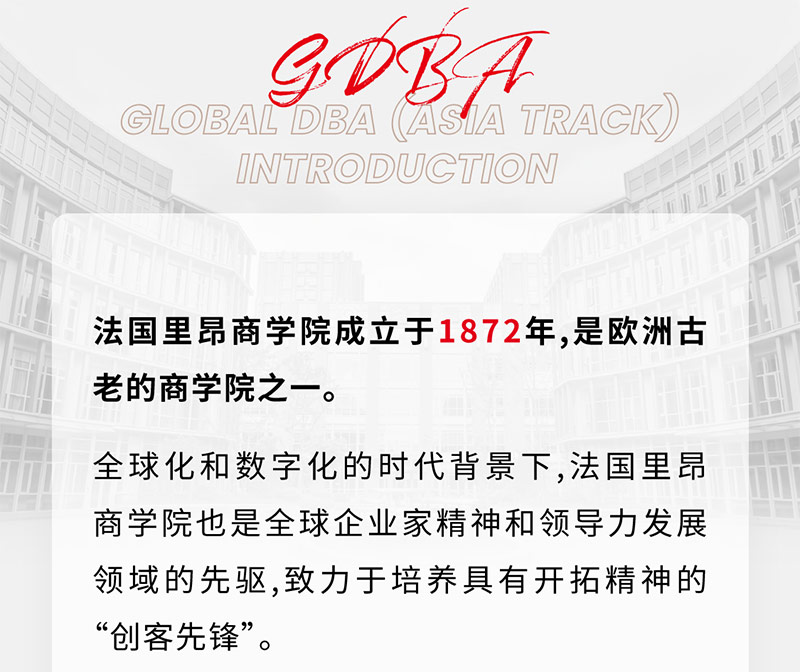 GDBA
GLOBAL DBA (ASIA TRACK)
INTRODUCTION
法国里昂商学院成立于1872年,是欧洲古
老的商学院之一。
全球化和数字化的时代背景下,法国里昂
商学院也是全球企业家精神和领导力发展
领域的先驱,致力于培养具有开拓精神的
“创客先锋”。